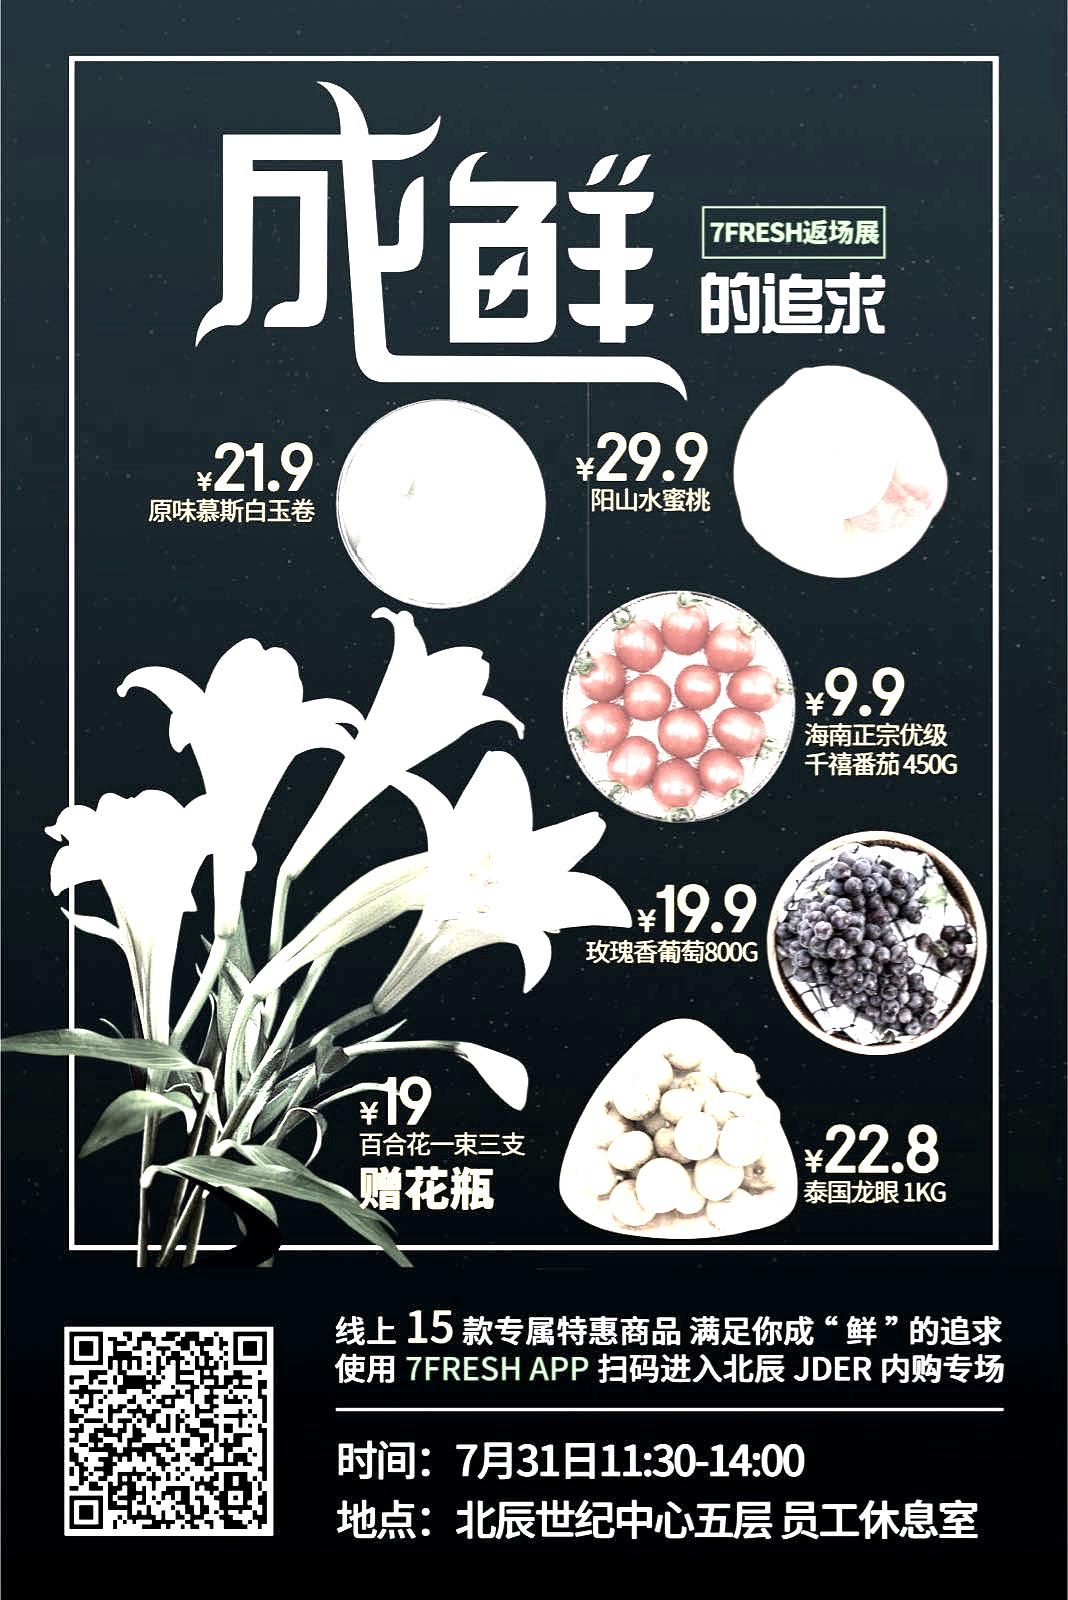 成鲜
7FRESH返场展
的追求
¥21.9
原味慕斯白玉卷
¥29.9
阳山水蜜桃
¥9.9
海南正宗优级
千禧番茄 450G
¥19.9
玫瑰香葡萄800G
¥19
百合花一束三支
赠花瓶
¥22.8
泰国龙眼 1KG
线上 15 款专属特惠商品 满足你成“鲜”的追求
使用 7FRESH APP 扫码进入北辰 JDER 内购专场
时间：7月31日11:30-14:00
地点：北辰世纪中心五层 员工休息室